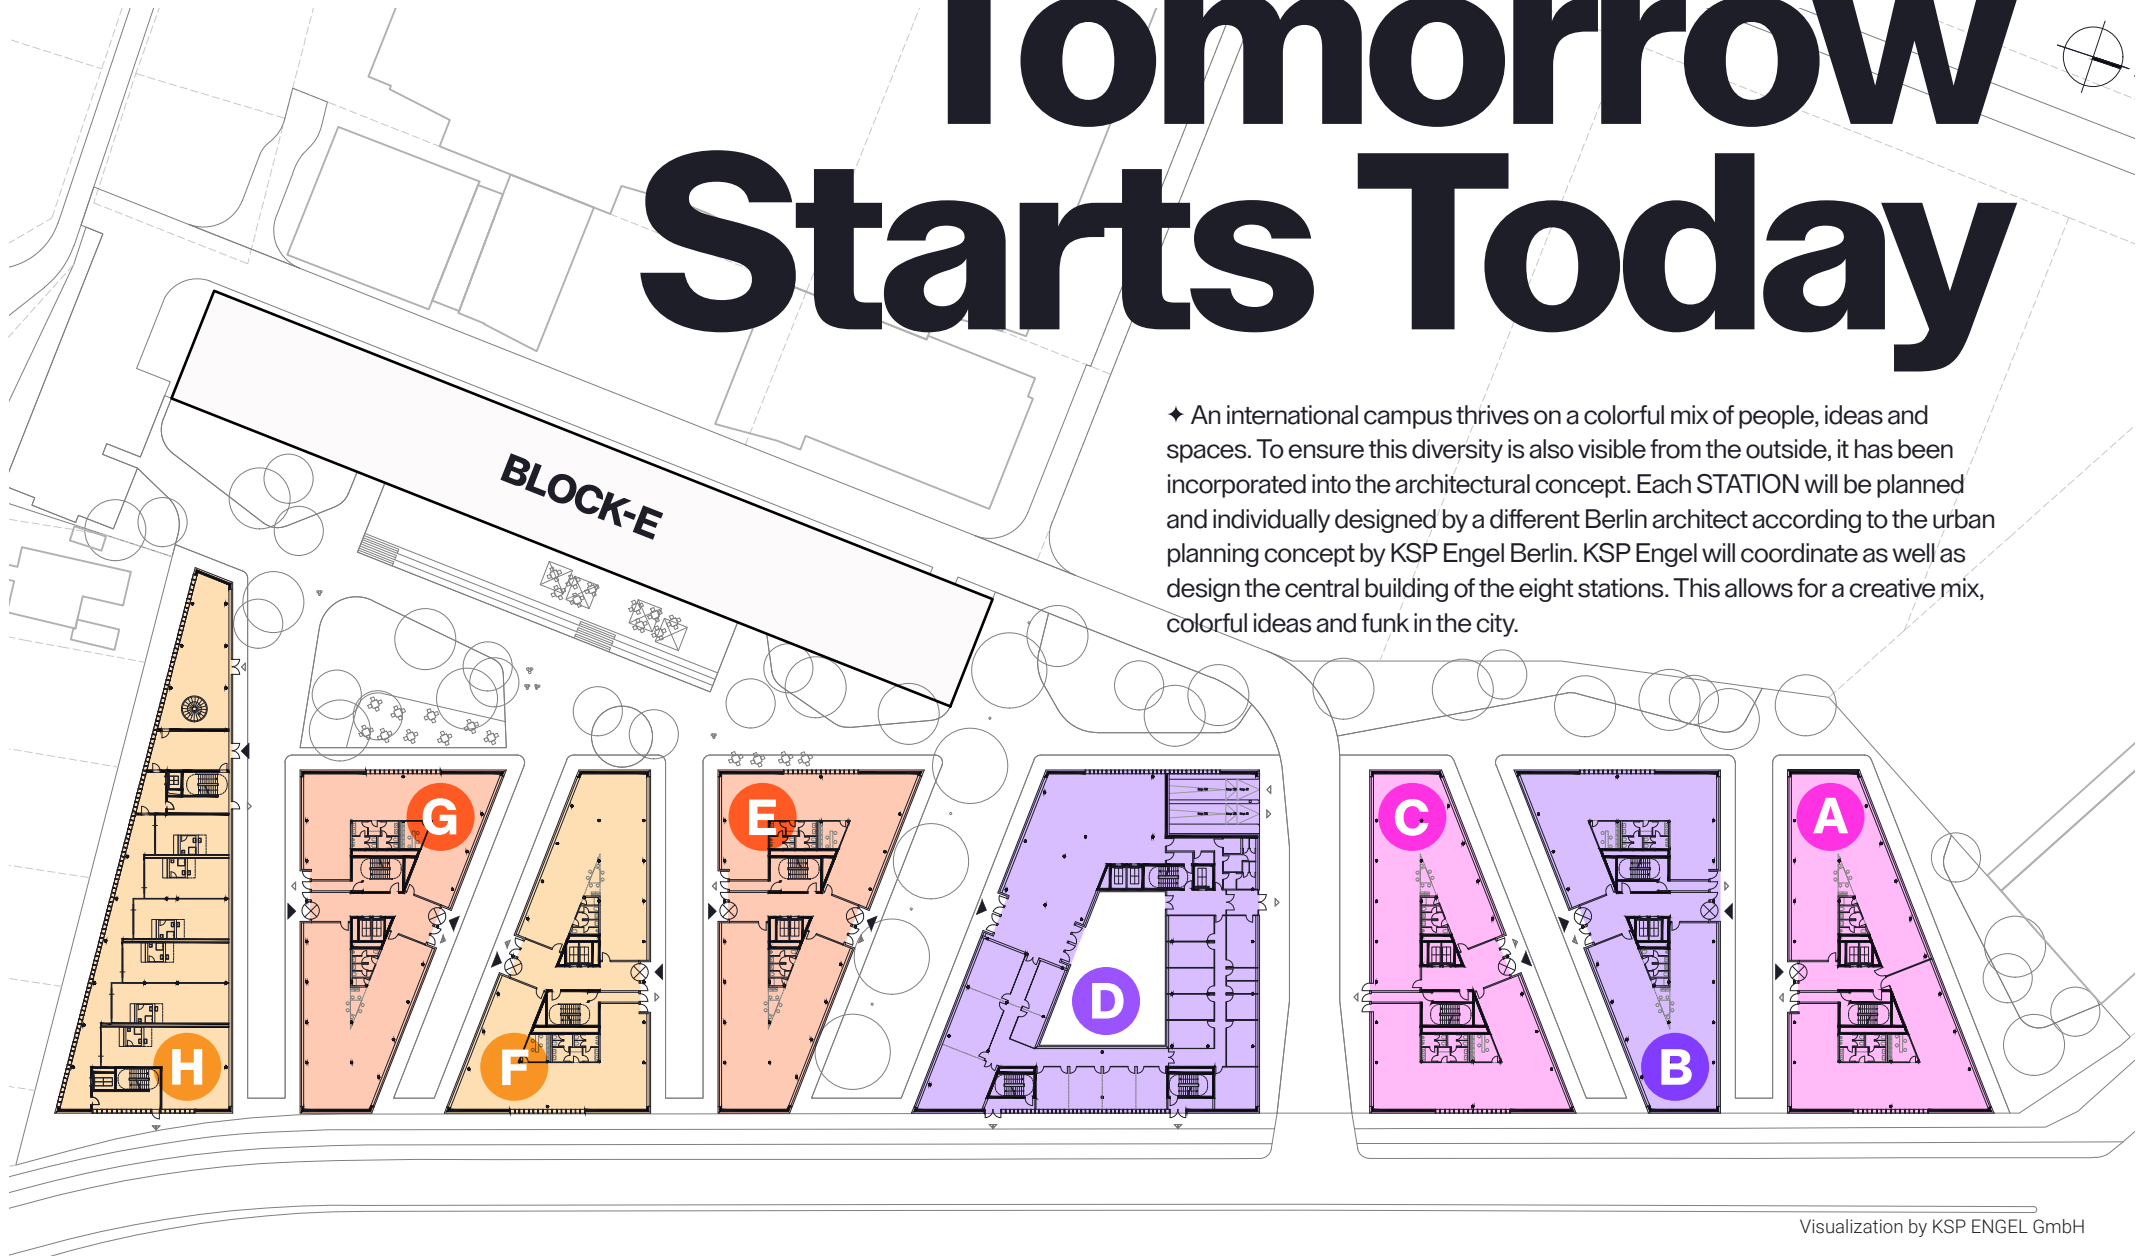 Tomorrow
Starts Today
✦ An international campus thrives on a colorful mix of people, ideas and
spaces. To ensure this diversity is also visible from the outside, it has been
incorporated into the architectural concept. Each STATION will be planned
and individually designed by a different Berlin architect according to the urban
planning concept by KSP Engel Berlin. KSP Engel will coordinate as well as
design the central building of the eight stations. This allows for a creative mix,
colorful ideas and funk in the city.
BLOCK-E
G
E
C
A
D
H
F
B
Visualization by KSP ENGEL GmbH